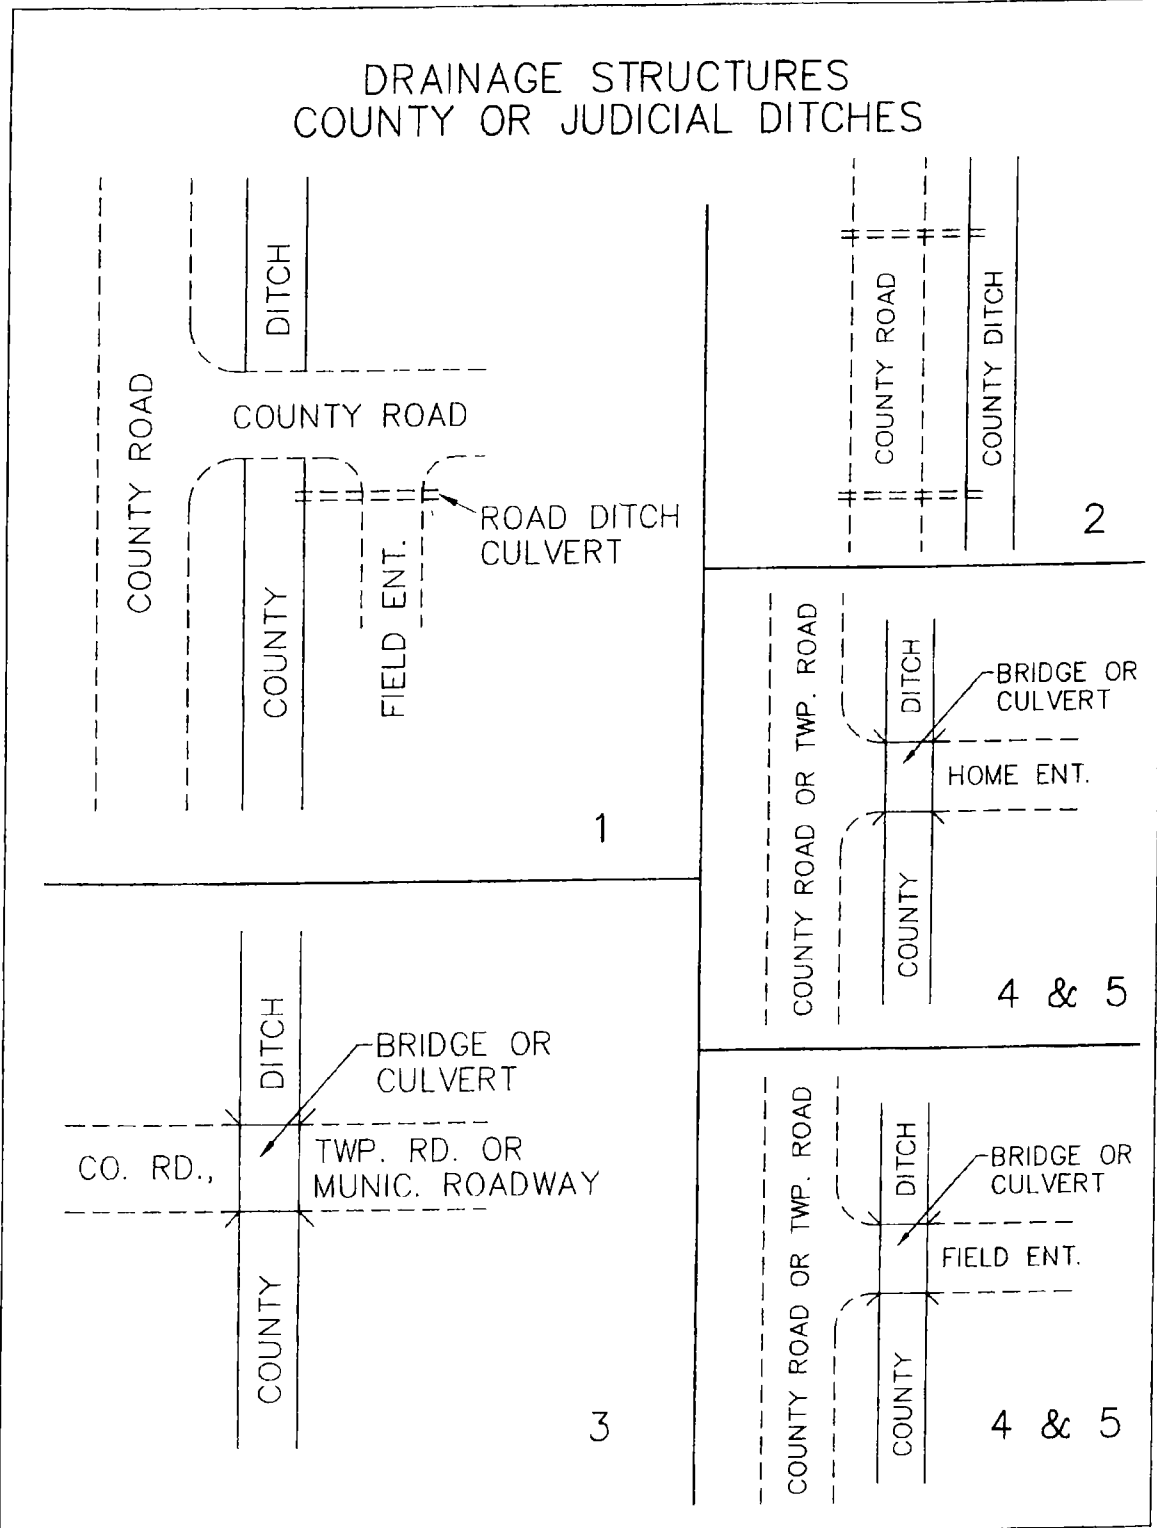 DRAINAGE STRUCTURES
COUNTY OR JUDICIAL DITCHES
COUNTY ROAD
DITCH
COUNTY ROAD
COUNTY
FIELD ENT.
ROAD DITCH
CULVERT
1
COUNTY ROAD
COUNTY DITCH
2
COUNTY ROAD OR TWP. ROAD
DITCH
BRIDGE OR
CULVERT
HOME ENT.
COUNTY
4 & 5
DITCH
BRIDGE OR
CULVERT
CO. RD.,
TWP. RD. OR
MUNIC. ROADWAY
COUNTY
3
COUNTY ROAD OR TWP. ROAD
DITCH
BRIDGE OR
CULVERT
FIELD ENT.
COUNTY
4 & 5